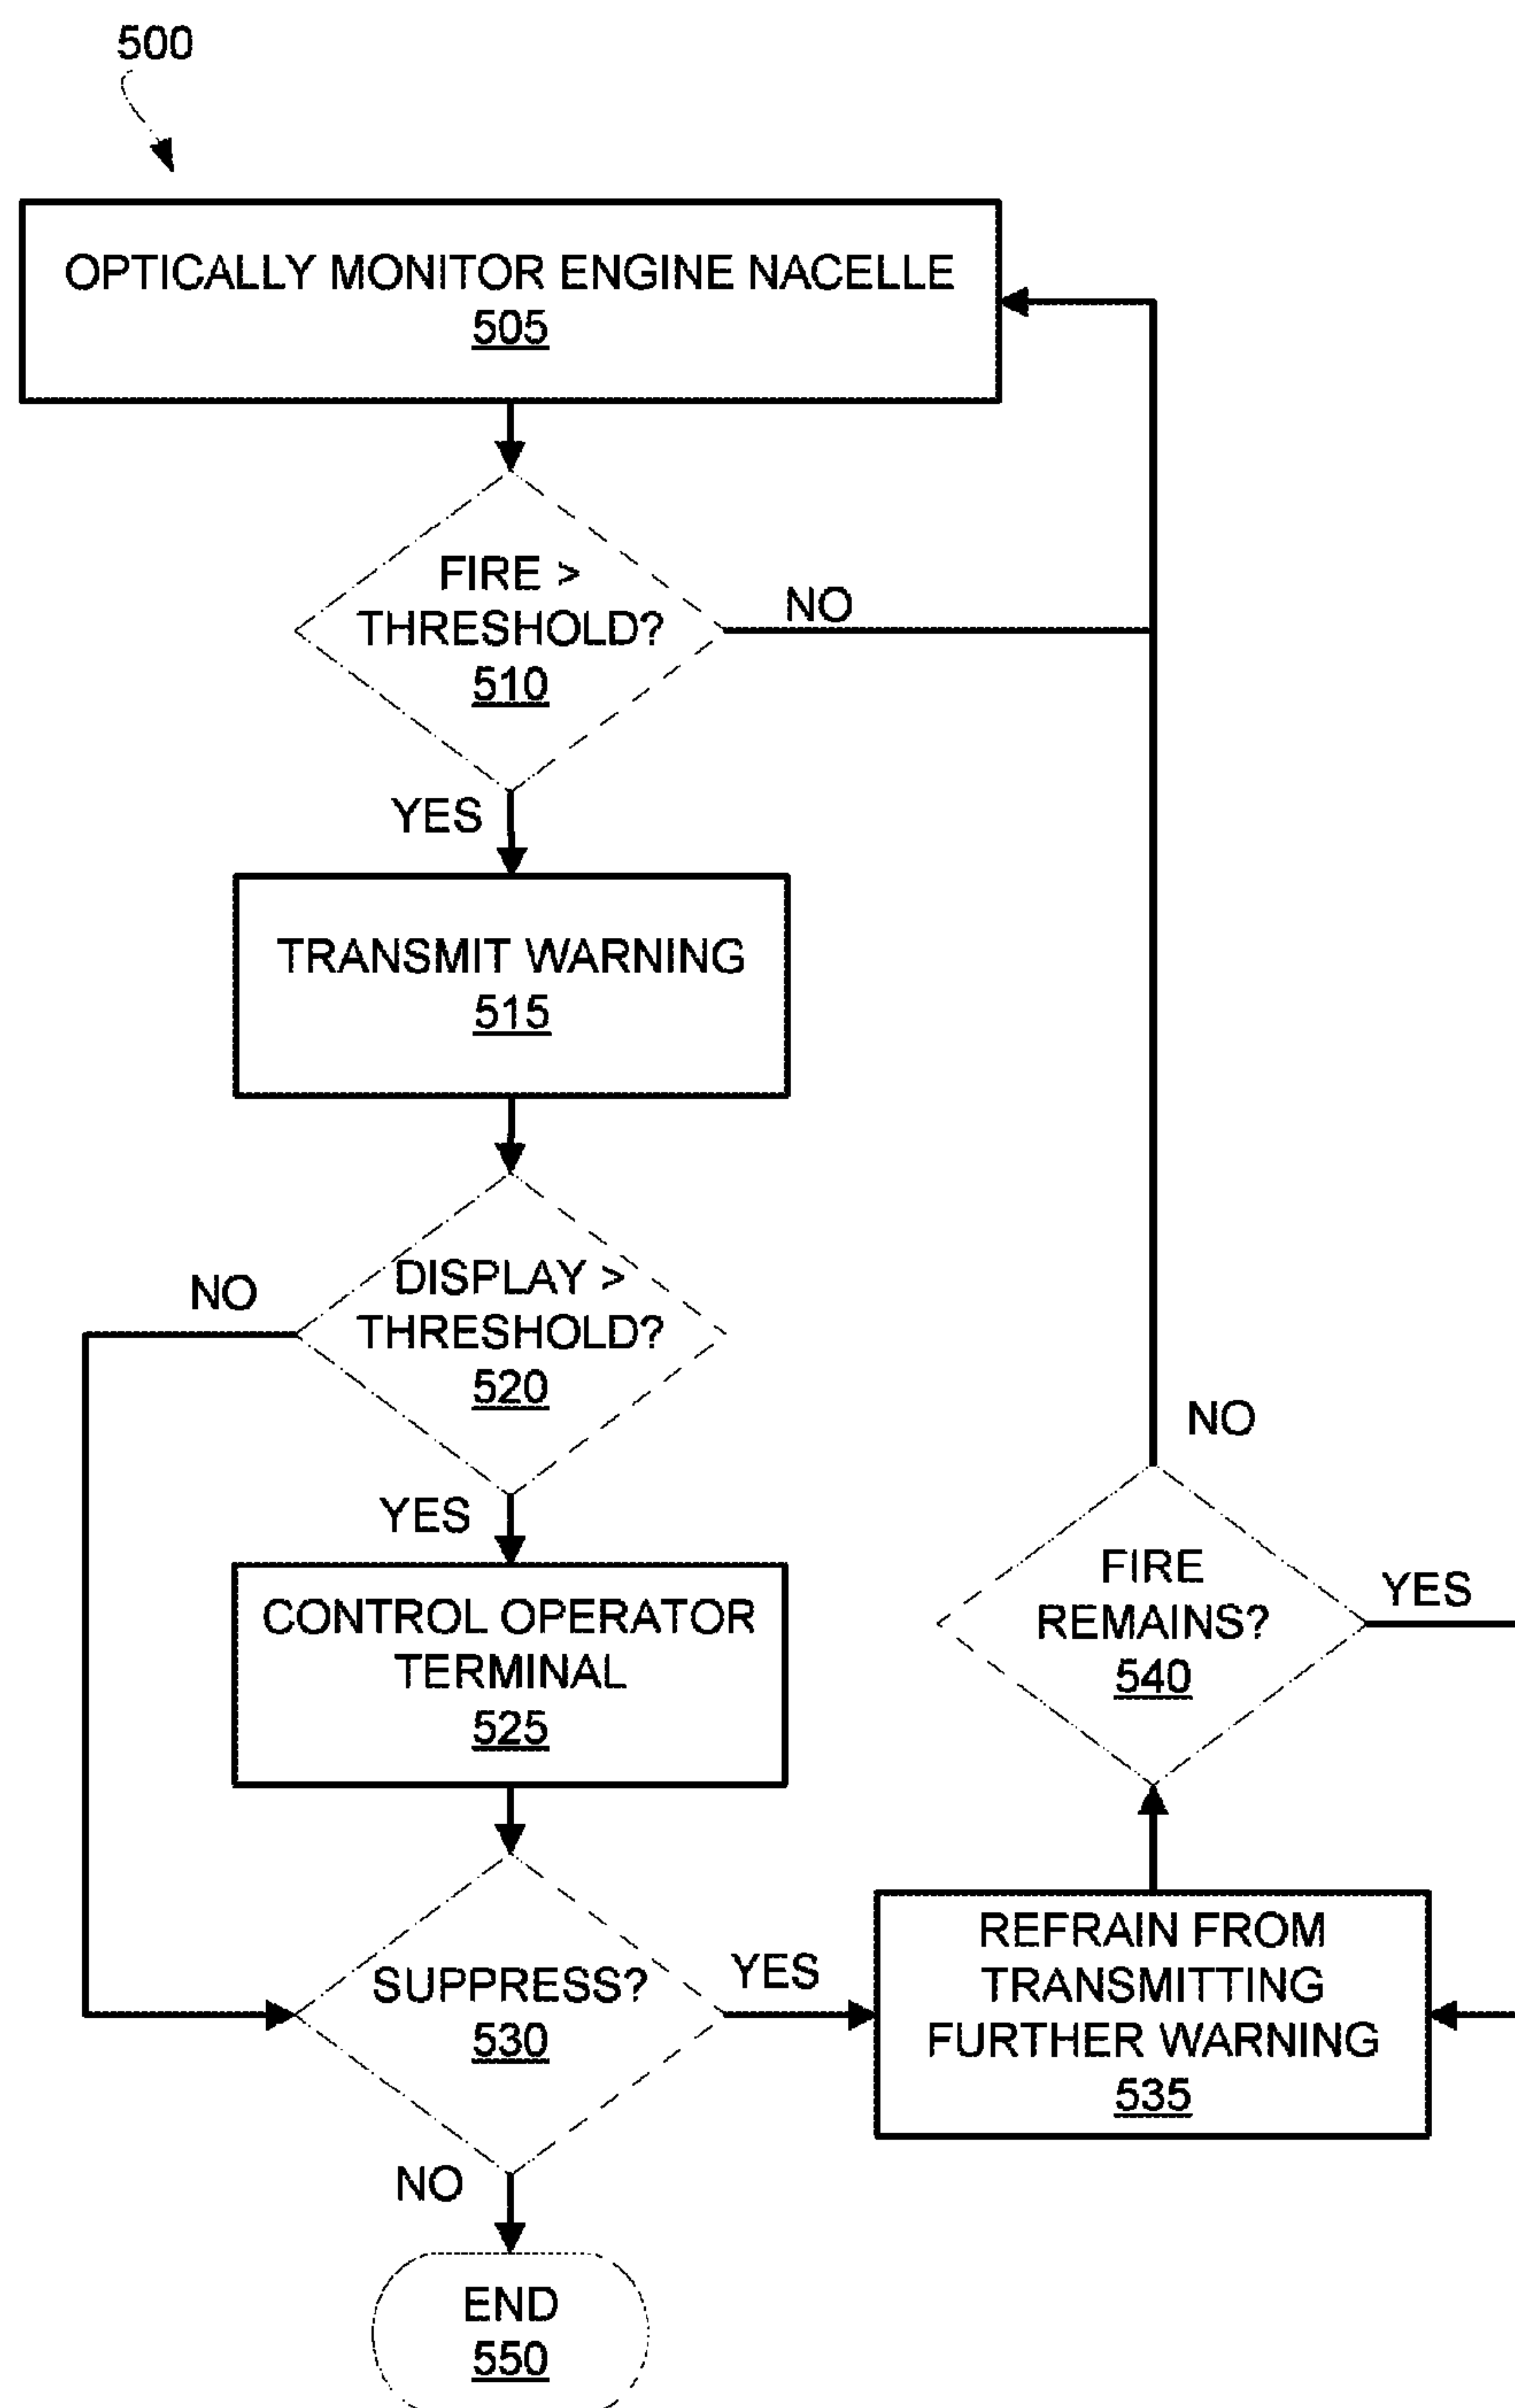 500
OPTICALLY MONITOR ENGINE NACELLE
505
FIRE >
THRESHOLD?
510
NO
YES
TRANSMIT WARNING
515
DISPLAY >
THRESHOLD?
520
NO
YES
CONTROL OPERATOR
TERMINAL
525
SUPPRESS?
530
YES
NO
REFRAIN FROM
TRANSMITTING
FURTHER WARNING
535
FIRE
REMAINS?
540
NO
YES
END
550